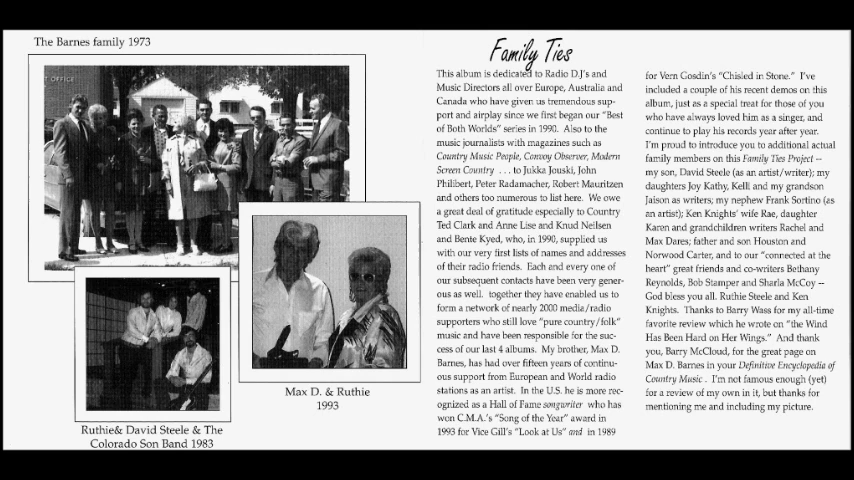 The Barnes family 1973
T OFFICE
Max D. & Ruthie
1993
Ruthie& David Steele & The
Colorado Son Band 1983
Family Ties
This album is dedicated to Radio D.J's and
Music Directors all over Europe, Australia and
Canada who have given us tremendous sup-
port and airplay since we first began our "Best
of Both Worlds" series in 1990. Also to the
music journalists with magazines such as
Country Music People, Convoy Observer, Modern
Screen Country . . . to Jukka Jouski, John
Philibert, Peter Radamacher, Robert Mauritzen
and others too numerous to list here. We owe
a great deal of gratitude especially to Country
Ted Clark and Anne Lise and Knud Neilsen
and Bente Kyed, who, in 1990, supplied us
with our very first lists of names and addresses
of their radio friends. Each and every one of
our subsequent contacts have been very gener-
ous as well. together they have enabled us to
form a network of nearly 2000 media/radio
supporters who still love "pure country/folk"
music and have been responsible for the suc-
cess of our last 4 albums. My brother, Max D.
Barnes, has had over fifteen years of continu-
ous support from European and World radio
stations as an artist. In the U.S. he is more rec-
ognized as a Hall of Fame songwriter who has
won C.M.A.'s "Song of the Year" award in
1993 for Vice Gill's "Look at Us" and in 1989
for Vern Gosdin's "Chisled in Stone." I've
included a couple of his recent demos on this
album, just as a special treat for those of you
who have always loved him as a singer, and
continue to play his records year after year.
I'm proud to introduce you to additional actual
family members on this Family Ties Project --
my son, David Steele (as an artist/writer); my
daughters Joy Kathy, Kelli and my grandson
Jaison as writers; my nephew Frank Sortino (as
an artist); Ken Knights' wife Rae, daughter
Karen and grandchildren writers Rachel and
Max Dares; father and son Houston and
Norwood Carter, and to our "connected at the
heart" great friends and co-writers Bethany
Reynolds, Bob Stamper and Sharla McCoy --
God bless you all. Ruthie Steele and Ken
Knights. Thanks to Barry Wass for my all-time
favorite review which he wrote on "the Wind
Has Been Hard on Her Wings." And thank
you, Barry McCloud, for the great page on
Max D. Barnes in your Definitive Encyclopedia of
Country Music . I'm not famous enough (yet)
for a review of my own in it, but thanks for
mentioning me and including my picture.